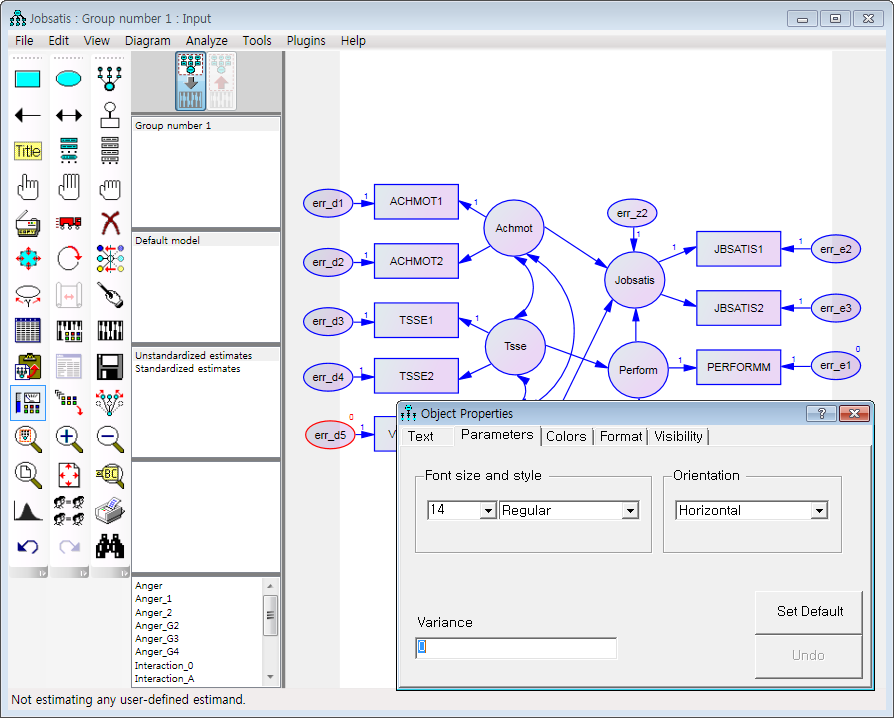 Jobsatis : Group number 1 : Input
File Edit View Diagram Analyze Tools Plugins Help
Title
Group number 1
Default model
Unstandardized estimates
Standardized estimates
Anger
Anger_1
Anger_2
Anger_G2
Anger_G3
Anger_G4
Interaction_0
Interaction_A
err_d1 1 ACHMOT1 1 Achmot
err_d2 1 ACHMOT2
err_d3 1 TSSE1 1 Tsse
err_d4 1 TSSE2
0
err_d5 1 V
err_z2
1
Jobsatis 1 JBSATIS1 1 err_e2
JBSATIS2 1 err_e3
0
Perform 1 PERFORMM 1 err_e1
Object Properties
Text Parameters Colors Format Visibility
Font size and style
14 Regular
Orientation
Horizontal
Variance
0
Set Default
Undo
Not estimating any user-defined estimand.